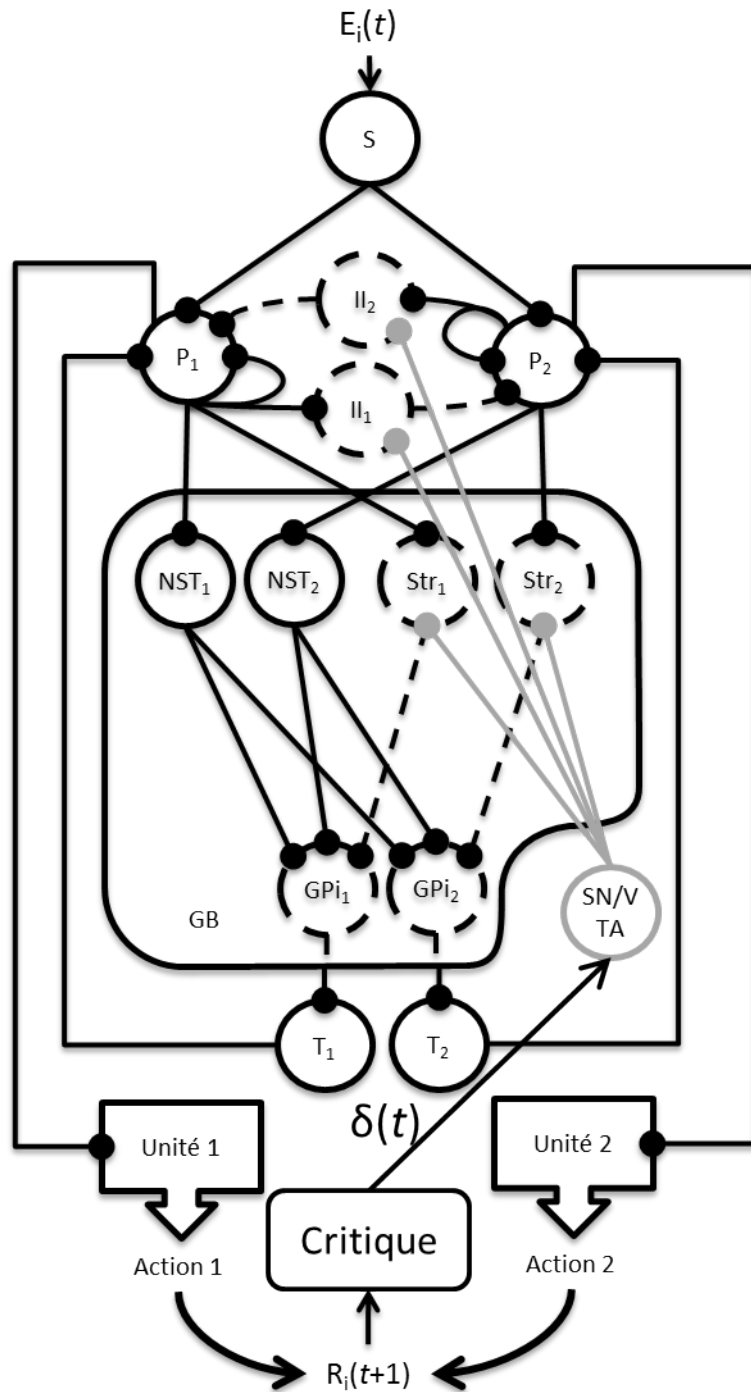 Ei(t)
S
II2
P1
P2
II1
NST1
NST2
Str1
Str2
GPi1
GPi2
SN/V
TA
GB
T1
T2
δ(t)
Unité 1
Unité 2
Critique
Action 1
Action 2
Ri(t+1)